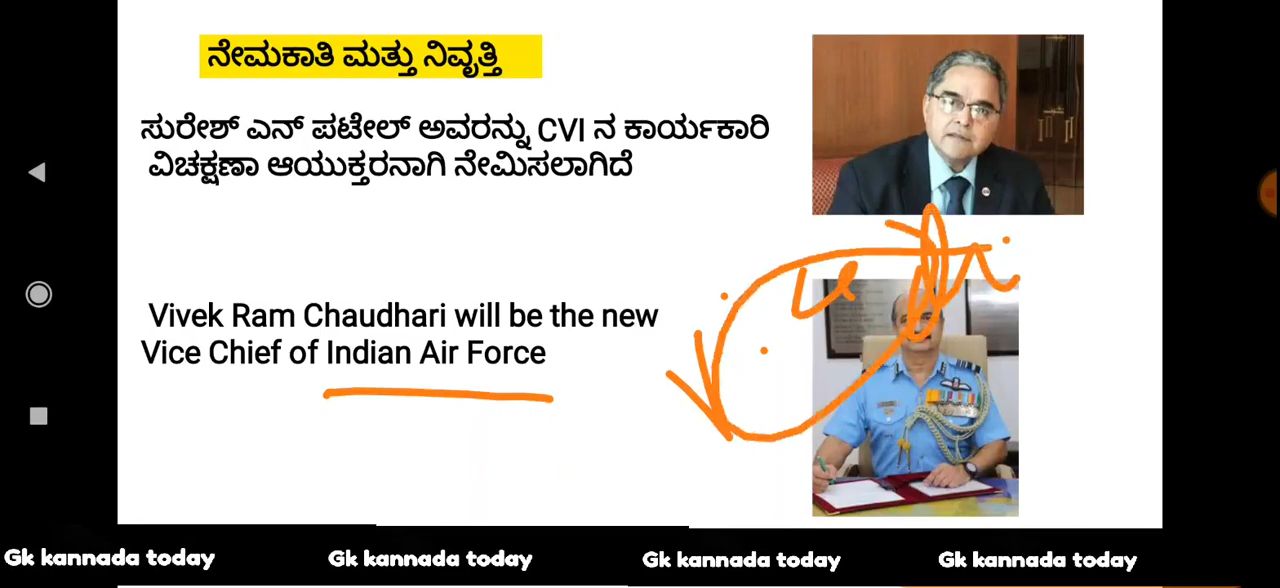 ನೇಮಕಾತಿ ಮತ್ತು ನಿವೃತ್ತಿ
ಸುರೇಶ್ ಎನ್ ಪಟೇಲ್ ಅವರನ್ನು CVI ನ ಕಾರ್ಯಕಾರಿ
ವಿಚಕ್ಷಣಾ ಆಯುಕ್ತರನಾಗಿ ನೇಮಿಸಲಾಗಿದೆ
Vivek Ram Chaudhari will be the new
Vice Chief of Indian Air Force
Gk kannada today Gk kannada today Gk kannada today Gk kannada today